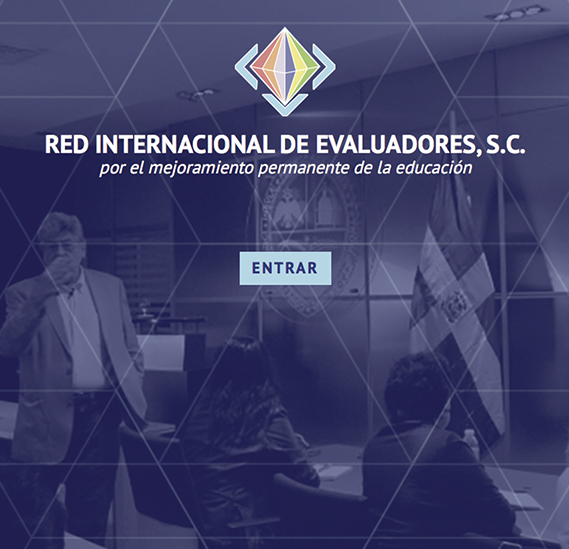 RED INTERNACIONAL DE EVALUADORES, S.C.
por el mejoramiento permanente de la educación
ENTRAR